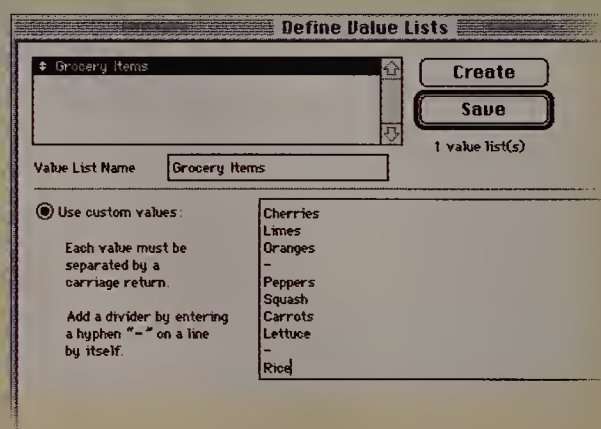 Define Value Lists
Grocery Items
Create
Save
1 value list(s)
Value List Name
Grocery Items
Use custom values:
Each value must be
separated by a
carriage return.
Add a divider by entering
a hyphen "-" on a line
by itself.
Cherries
Limes
Oranges
-
Peppers
Squash
Carrots
Lettuce
-
Rice